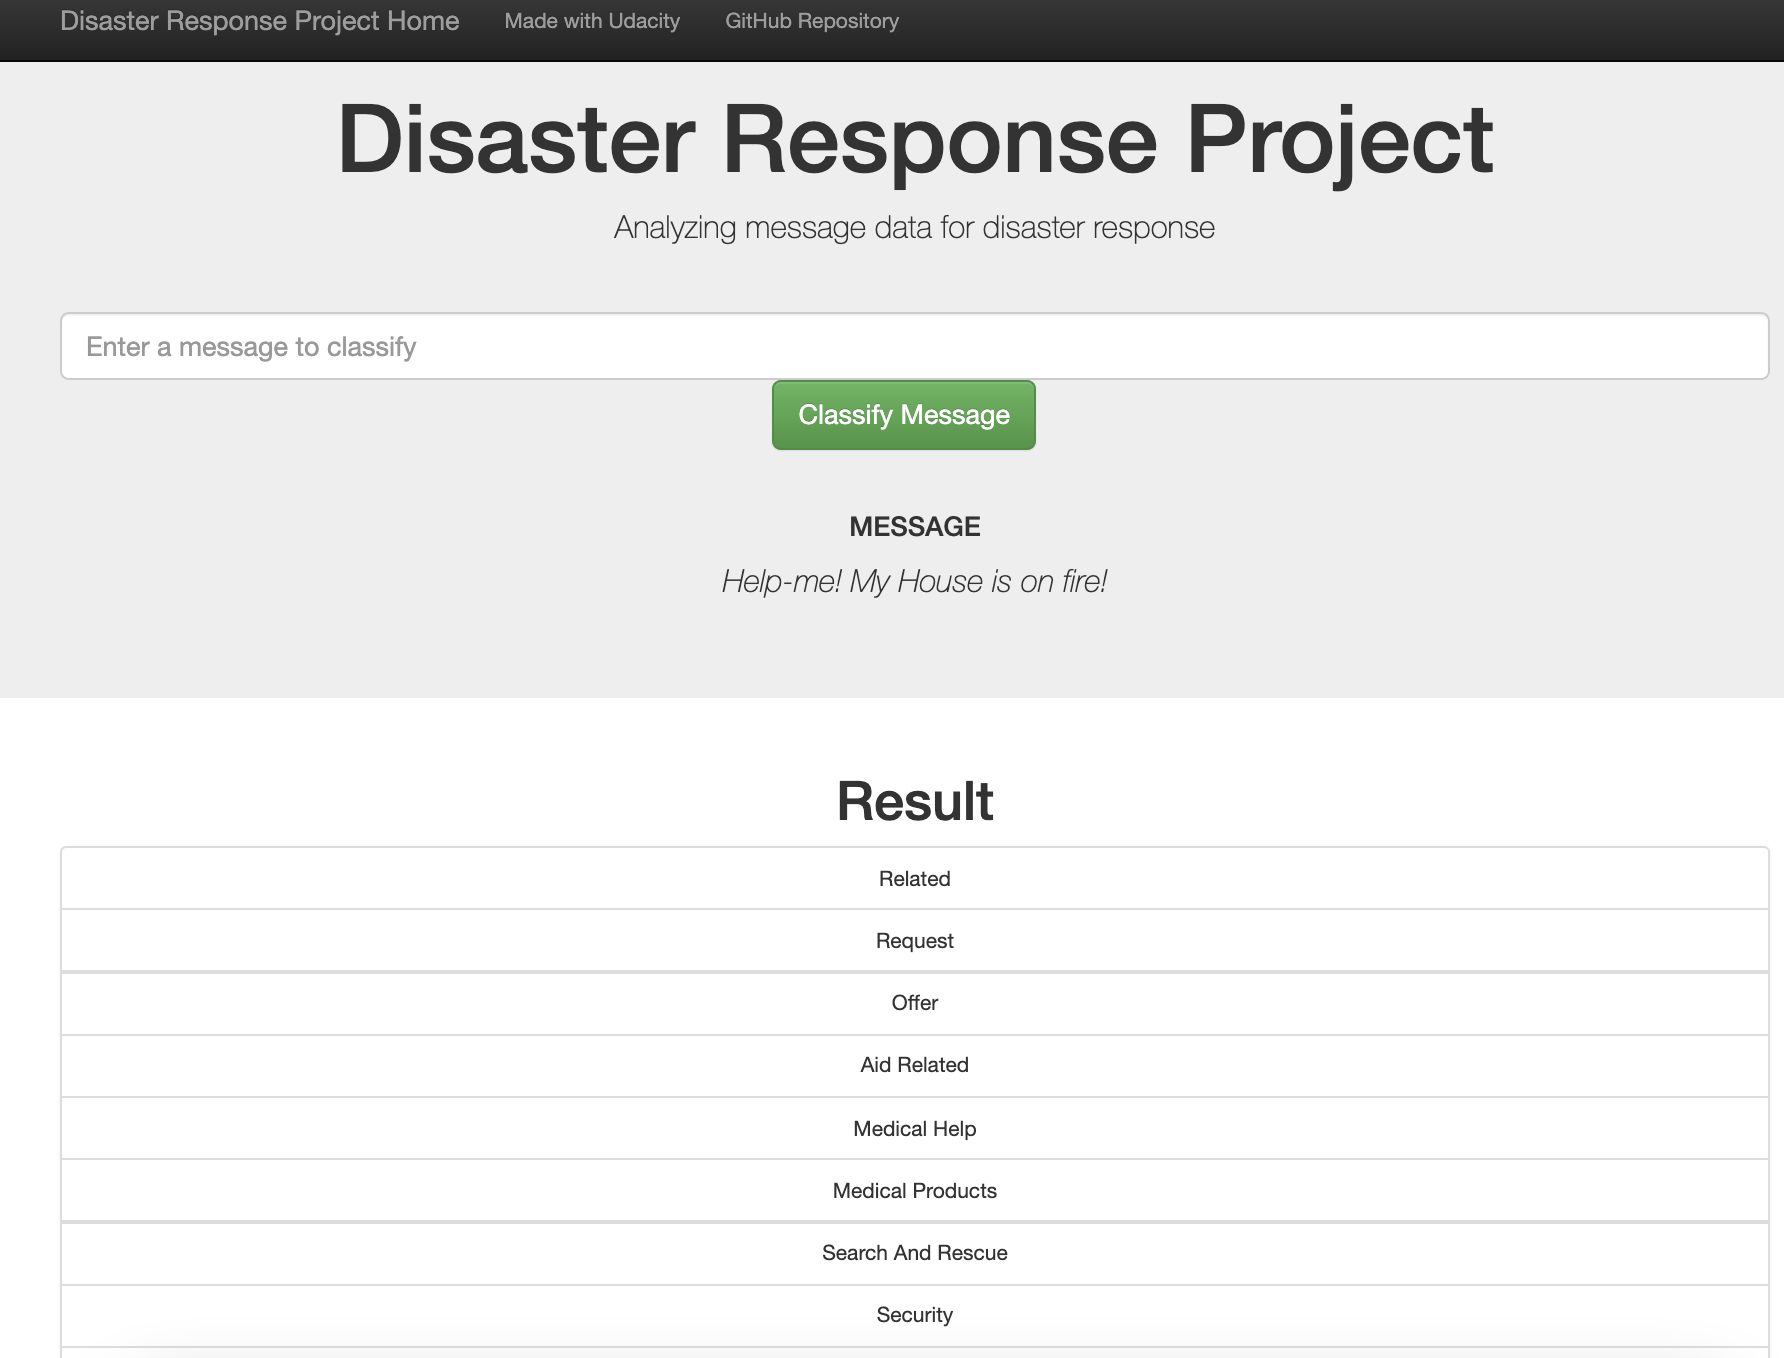 Disaster Response Project Home Made with Udacity GitHub Repository
Disaster Response Project
Analyzing message data for disaster response
Enter a message to classify
Classify Message
MESSAGE
Help-me! My House is on fire!
Result
Related
Request
Offer
Aid Related
Medical Help
Medical Products
Search And Rescue
Security